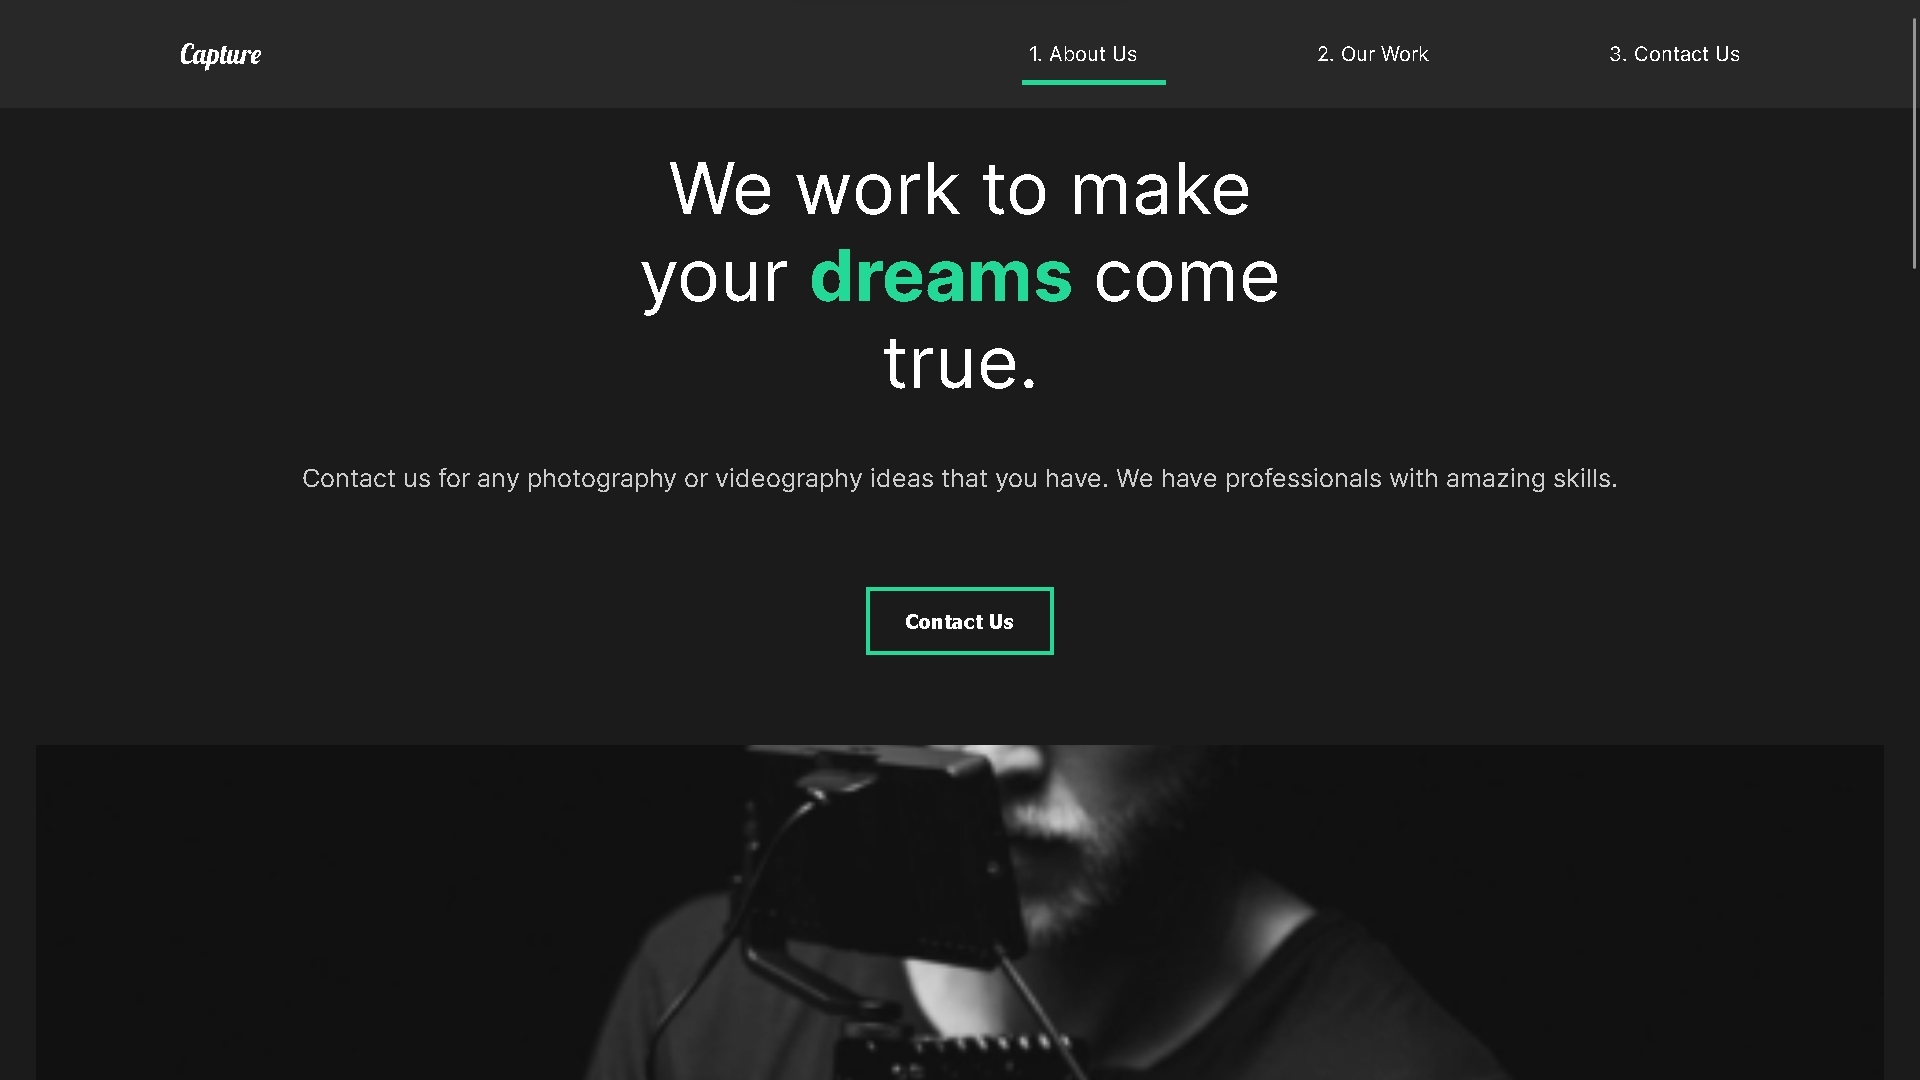 Capture
1. About Us
2. Our Work
3. Contact Us
We work to make
your dreams come
true.
Contact us for any photography or videography ideas that you have. We have professionals with amazing skills.
Contact Us